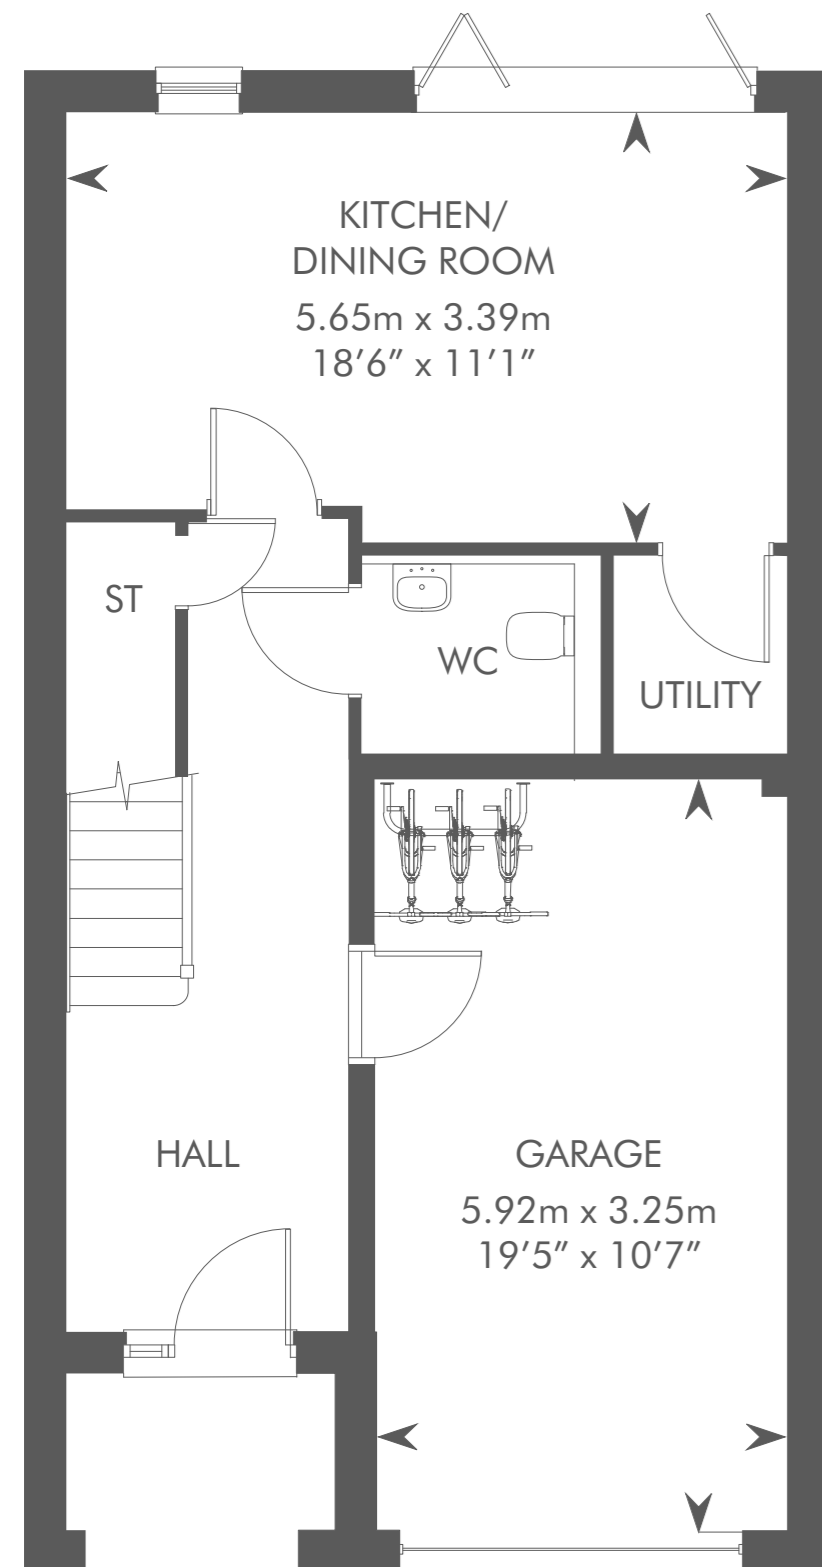 KITCHEN/
DINING ROOM
5.65m x 3.39m
18’6” x 11’1”
ST
WC
UTILITY
HALL
GARAGE
5.92m x 3.25m
19’5” x 10’7”